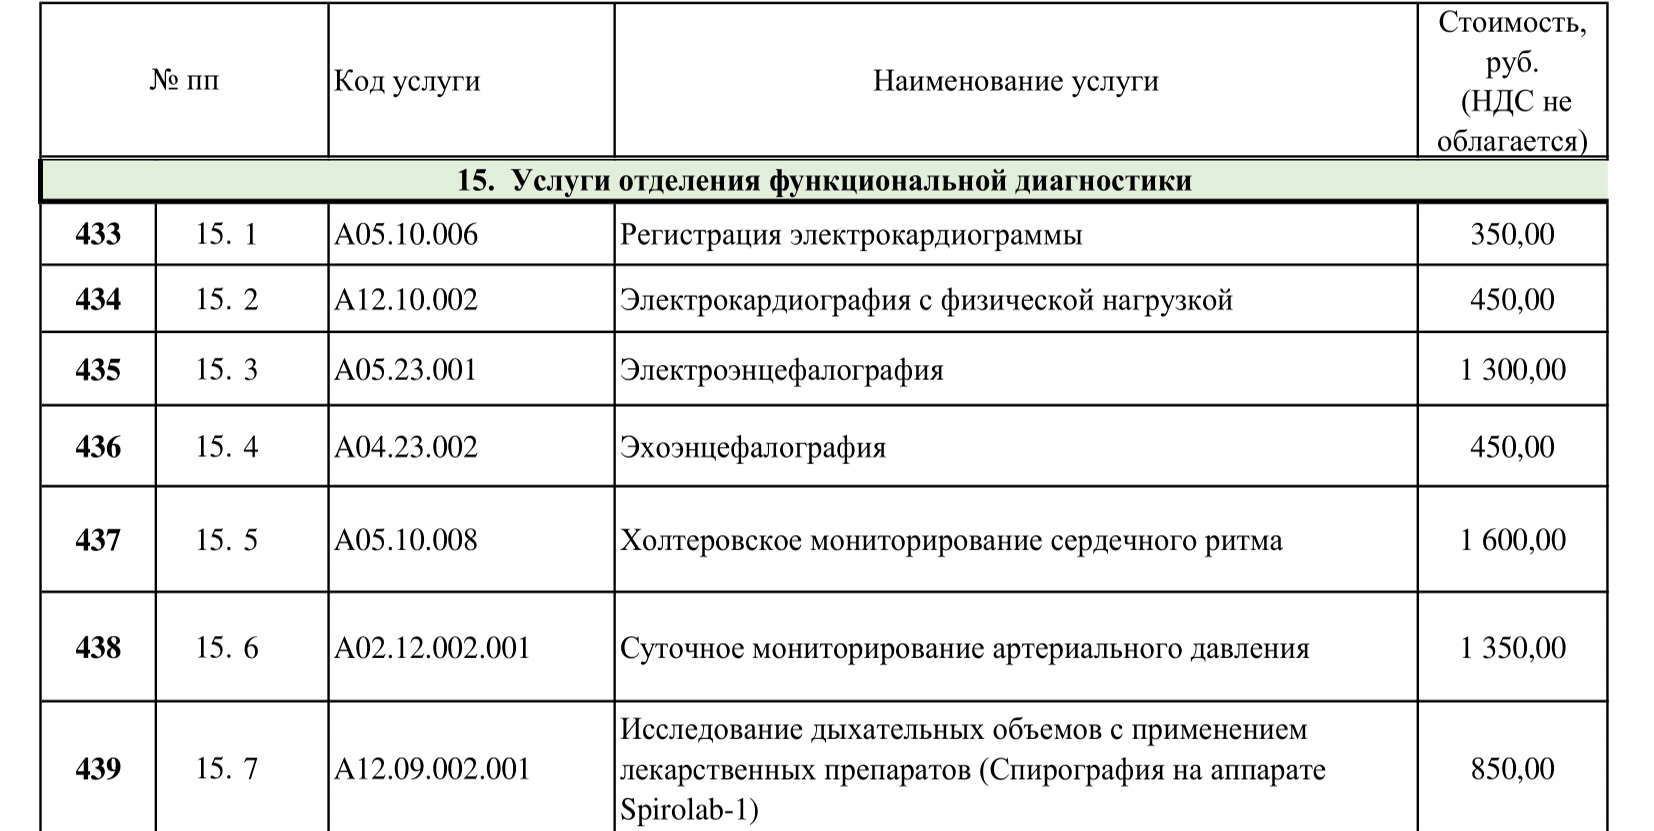 № пп Код услуги Наименование услуги Стоимость,
руб.
(НДС не
облагается)
15. Услуги отделения функциональной диагностики
433 15. 1 A05.10.006 Регистрация электрокардиограммы 350,00
434 15. 2 A12.10.002 Электрокардиография с физической нагрузкой 450,00
435 15. 3 A05.23.001 Электроэнцефалография 1 300,00
436 15. 4 A04.23.002 Эхоэнцефалография 450,00
437 15. 5 A05.10.008 Холтеровское мониторирование сердечного ритма 1 600,00
438 15. 6 A02.12.002.001 Суточное мониторирование артериального давления 1 350,00
439 15. 7 A12.09.002.001 Исследование дыхательных объемов с применением
лекарственных препаратов (Спирография на аппарате
Spirolab-1) 850,00